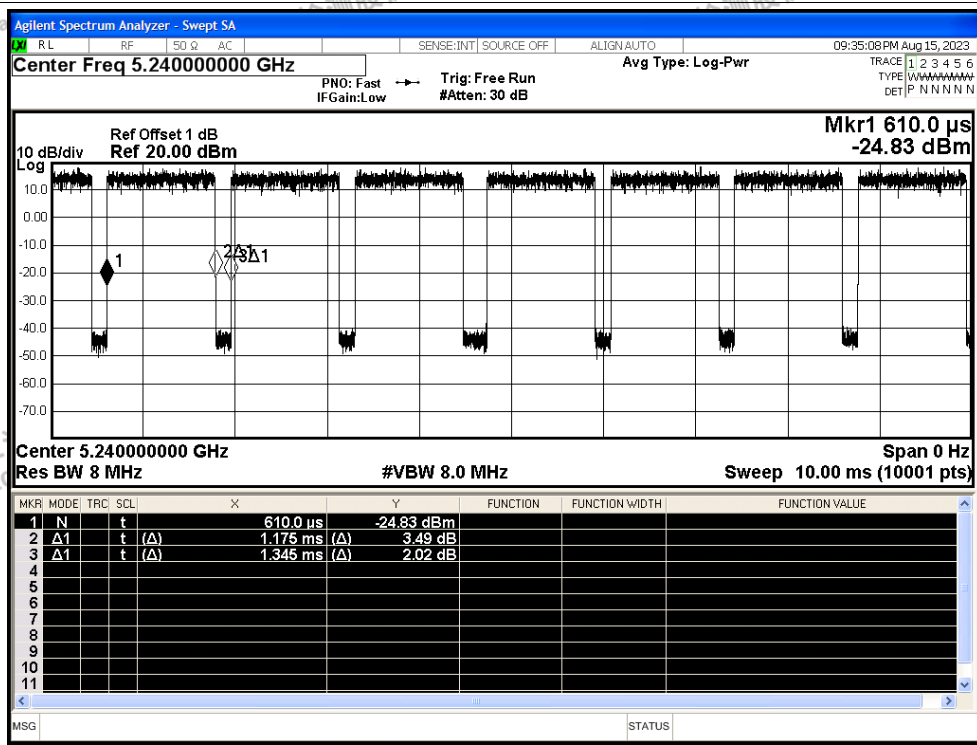 Agilent Spectrum Analyzer - Swept SA
LXI RL RF 50 Ω AC SENSE:INT SOURCE OFF ALIGN AUTO 09:35:08 PM Aug 15, 2023
Center Freq 5.240000000 GHz Avg Type: Log-Pwr TRACE 1 2 3 4 5 6
PNO: Fast Trig: Free Run TYPE WWWWWW
IFGain:Low #Atten: 30 dB DET P N N N N N
Mkr1 610.0 µs
-24.83 dBm
Ref Offset 1 dB
10 dB/div Ref 20.00 dBm
Log
10.0
0.00
-10.0
1 2Δ1 3Δ1
-20.0
-30.0
-40.0
-50.0
-60.0
-70.0
Center 5.240000000 GHz Span 0 Hz
Res BW 8 MHz #VBW 8.0 MHz Sweep 10.00 ms (10001 pts)
MKR MODE TRC SCL X Y FUNCTION FUNCTION WIDTH FUNCTION VALUE
1 N t 610.0 µs -24.83 dBm
2 Δ1 t (Δ) 1.175 ms (Δ) 3.49 dB
3 Δ1 t (Δ) 1.345 ms (Δ) 2.02 dB
4
5
6
7
8
9
10
11
MSG STATUS